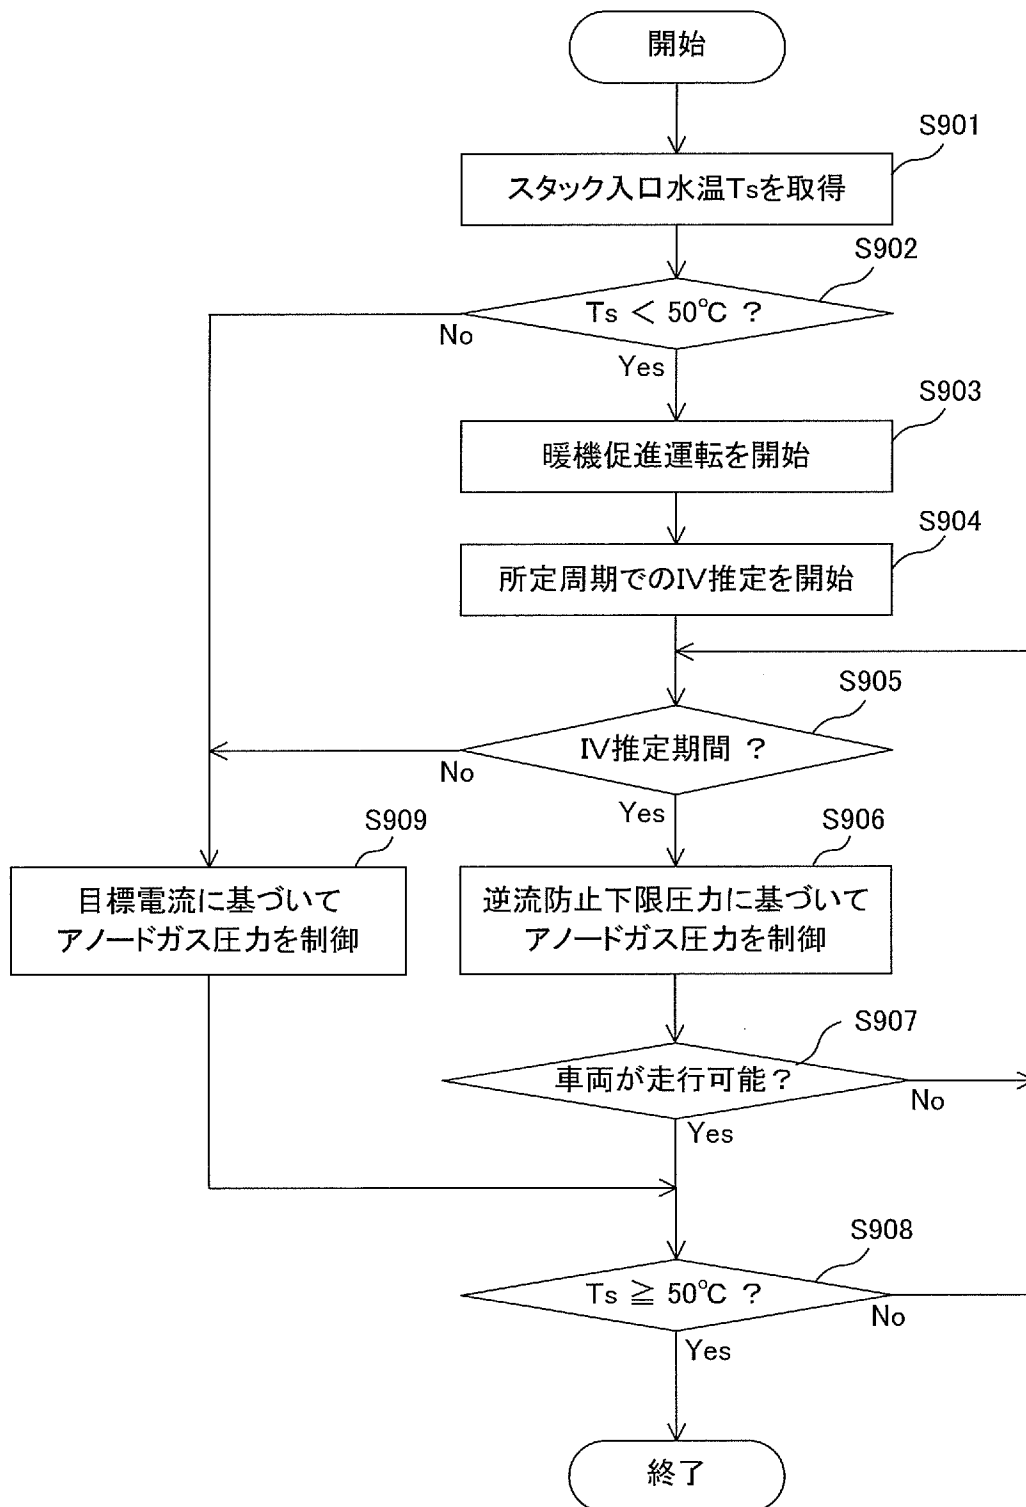 開始
S901
スタック入口水温Tsを取得
S902
Ts < 50℃ ?
No
Yes
S903
暖機促進運転を開始
S904
所定周期でのIV推定を開始
S905
IV推定期間 ?
No
Yes
S909
S906
目標電流に基づいて
アノードガス圧力を制御
逆流防止下限圧力に基づいて
アノードガス圧力を制御
S907
車両が走行可能?
No
Yes
S908
Ts ≧ 50℃ ?
No
Yes
終了